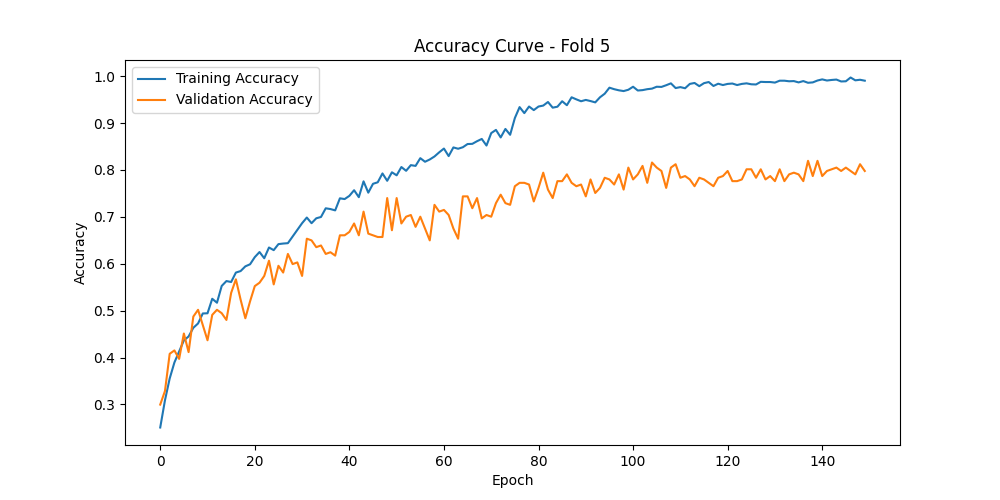 Accuracy Curve - Fold 5
Training Accuracy
Validation Accuracy
Accuracy
1.0
0.9
0.8
0.7
0.6
0.5
0.4
0.3
0 20 40 60 80 100 120 140
Epoch